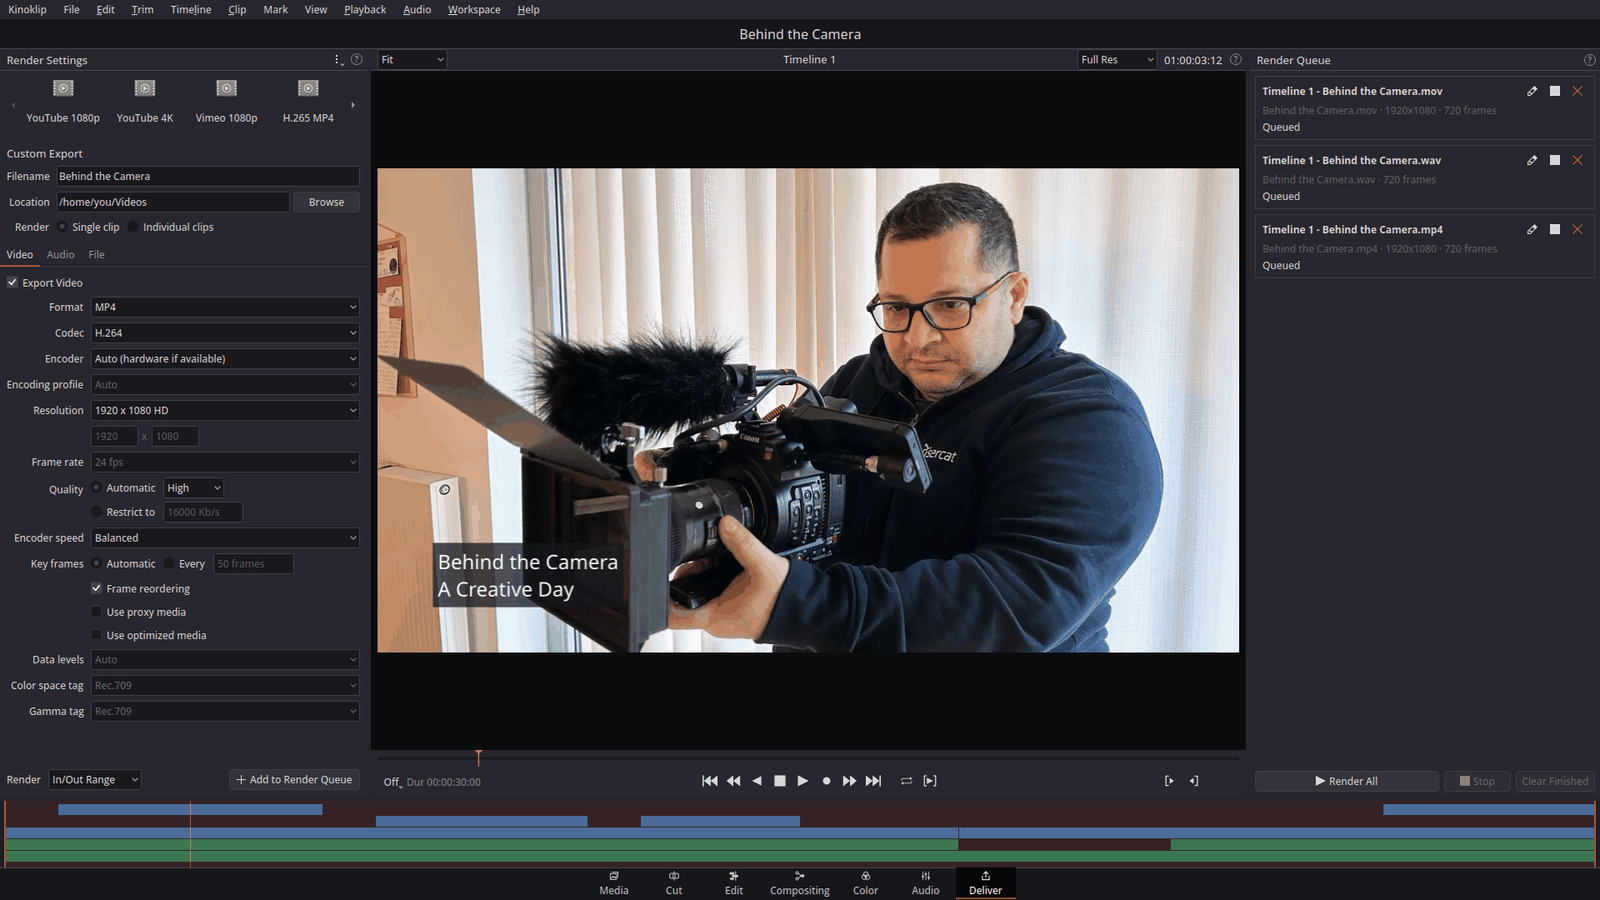 Kinoklip File Edit Trim Timeline Clip Mark View Playback Audio Workspace Help
Behind the Camera
Render Settings
YouTube 1080p YouTube 4K Vimeo 1080p H.265 MP4
Custom Export
Filename Behind the Camera
Location /home/you/Videos Browse
Render Single clip Individual clips
Video Audio File
Export Video
Format MP4
Codec H.264
Encoder Auto (hardware if available)
Encoding profile Auto
Resolution 1920 x 1080 HD
1920 x 1080
Frame rate 24 fps
Quality Automatic High
Restrict to 16000 Kb/s
Encoder speed Balanced
Key frames Automatic Every 50 frames
Frame reordering
Use proxy media
Use optimized media
Data levels Auto
Color space tag Rec.709
Gamma tag Rec.709
Render In/Out Range + Add to Render Queue
Fit Timeline 1 Full Res 01:00:03:12
Canon
Behind the Camera
A Creative Day
Off Dur 00:00:30:00
Render Queue
Timeline 1 - Behind the Camera.mov
Behind the Camera.mov · 1920x1080 · 720 frames
Queued
Timeline 1 - Behind the Camera.wav
Behind the Camera.wav · 720 frames
Queued
Timeline 1 - Behind the Camera.mp4
Behind the Camera.mp4 · 1920x1080 · 720 frames
Queued
Render All Stop Clear Finished
Media Cut Edit Compositing Color Audio Deliver